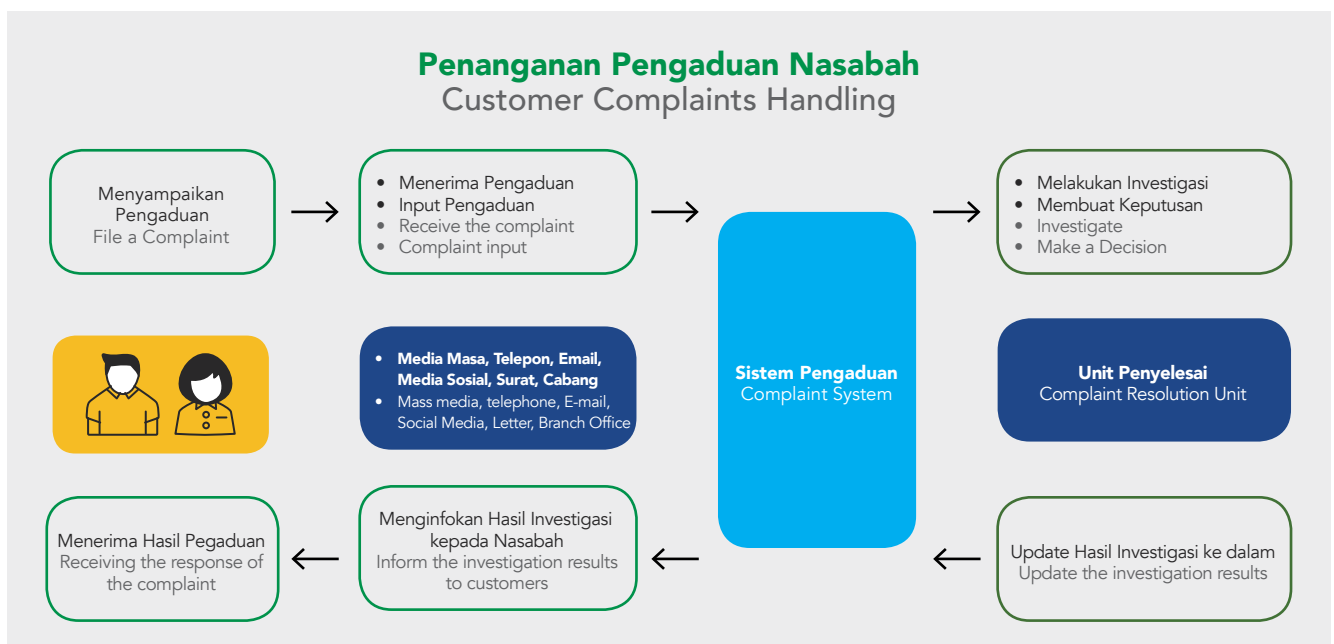 Penanganan Pengaduan Nasabah
Customer Complaints Handling
Menyampaikan
Pengaduan
File a Complaint
• Menerima Pengaduan
• Input Pengaduan
• Receive the complaint
• Complaint input
• Melakukan Investigasi
• Membuat Keputusan
• Investigate
• Make a Decision
• Media Masa, Telepon, Email,
Media Sosial, Surat, Cabang
• Mass media, telephone, E-mail,
Social Media, Letter, Branch Office
Sistem Pengaduan
Complaint System
Unit Penyelesai
Complaint Resolution Unit
Menerima Hasil Pegaduan
Receiving the response of
the complaint
Menginfokan Hasil Investigasi
kepada Nasabah
Inform the investigation results
to customers
Update Hasil Investigasi ke dalam
Update the investigation results